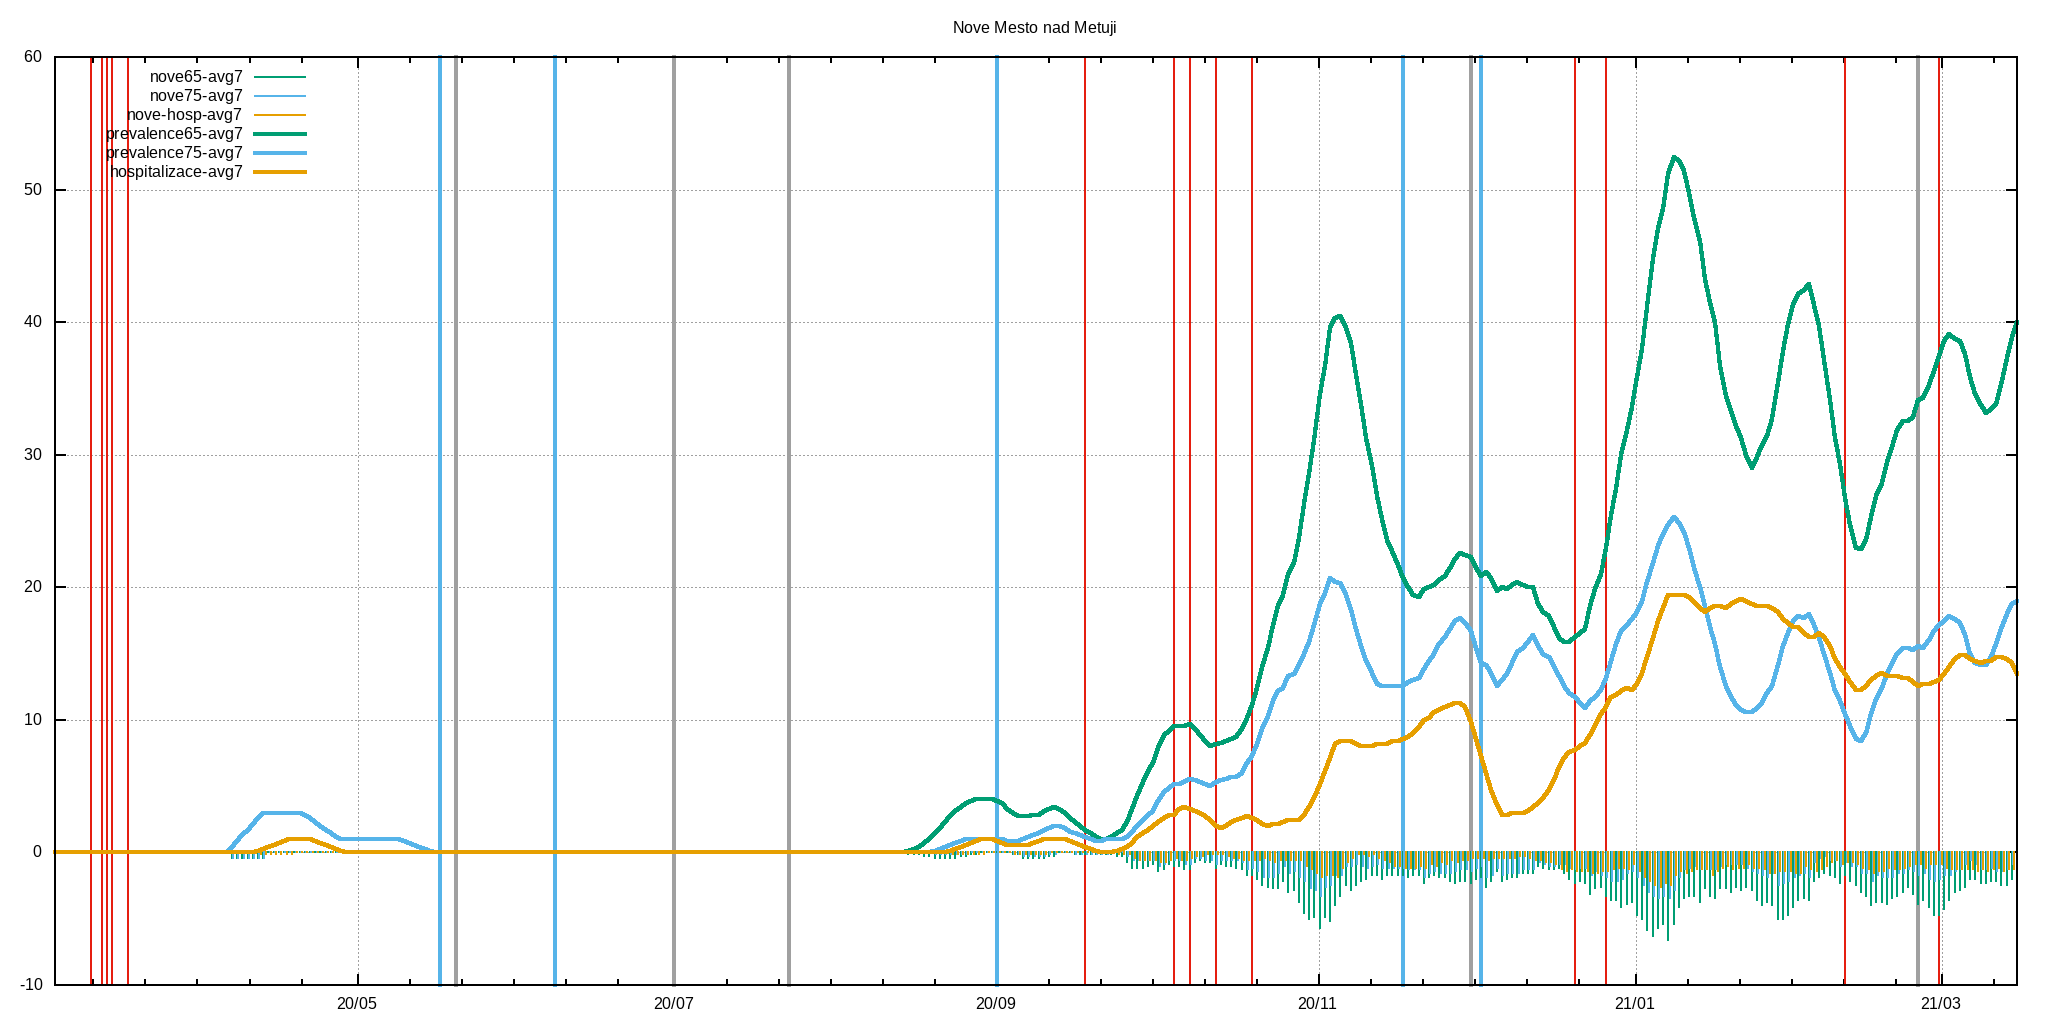 Nove Mesto nad Metuji
60
50
40
30
20
10
0
-10
nove65-avg7
nove75-avg7
nove-hosp-avg7
prevalence65-avg7
prevalence75-avg7
hospitalizace-avg7
20/05
20/07
20/09
20/11
21/01
21/03